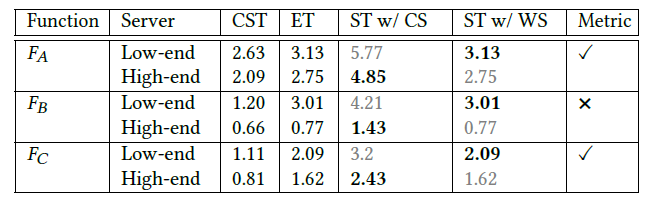 Function Server CST ET ST w/ CS ST w/ WS Metric
F_A Low-end 2.63 3.13 5.77 3.13 ✓
High-end 2.09 2.75 4.85 2.75
F_B Low-end 1.20 3.01 4.21 3.01 ×
High-end 0.66 0.77 1.43 0.77
F_C Low-end 1.11 2.09 3.2 2.09 ✓
High-end 0.81 1.62 2.43 1.62